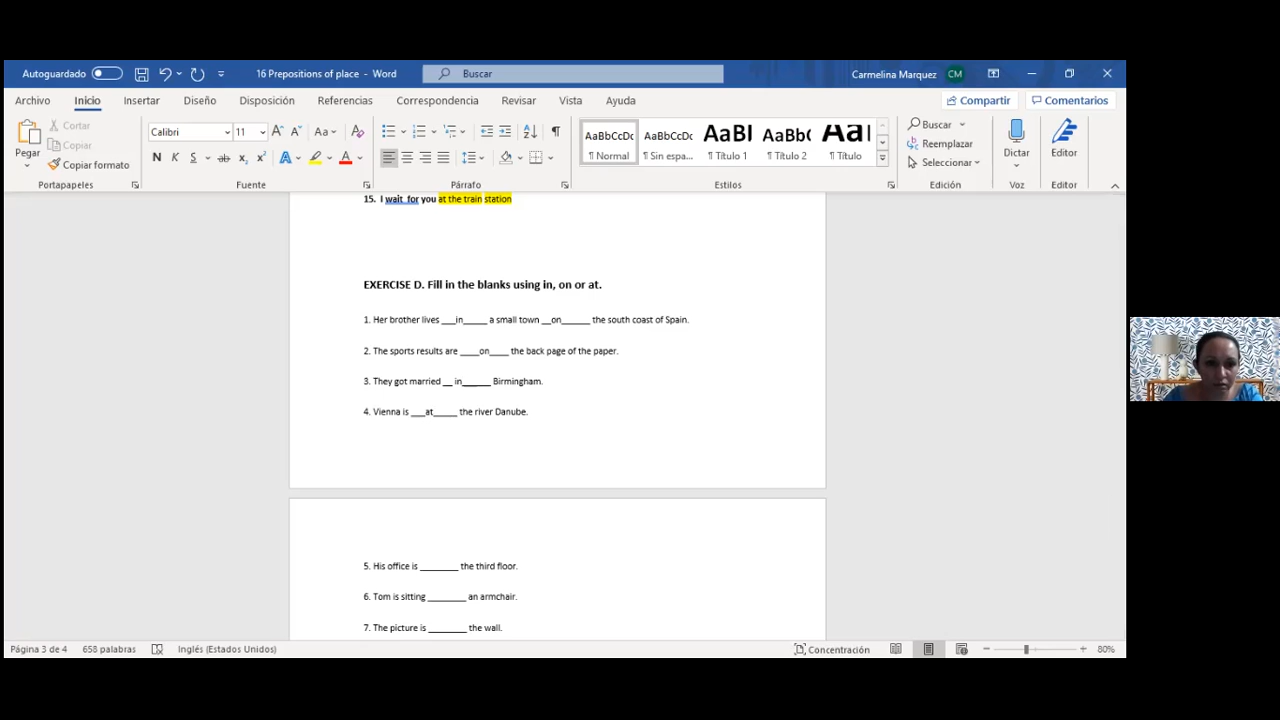 Autoguardado 16 Prepositions of place - Word Buscar Carmelina Marquez CM
Archivo Inicio Insertar Diseño Disposición Referencias Correspondencia Revisar Vista Ayuda Compartir Comentarios
Pegar Cortar Copiar Copiar formato
Calibri 11 A^ Aˇ Aa
N K S ab x₂ x² A A
AaBbCcDc AaBbCcDc AaBl AaBb( Aal
¶ Normal ¶ Sin espa... ¶ Título 1 ¶ Título 2 ¶ Título
Buscar
Reemplazar
Seleccionar
Dictar Editor
Portapapeles Fuente Párrafo Estilos Edición Voz Editor
15. I wait for you at the train station
EXERCISE D. Fill in the blanks using in, on or at.
1. Her brother lives ___in_____ a small town __on______ the south coast of Spain.
2. The sports results are ____on____ the back page of the paper.
3. They got married __ in______ Birmingham.
4. Vienna is ___at_____ the river Danube.
5. His office is ________ the third floor.
6. Tom is sitting ________ an armchair.
7. The picture is ________ the wall.
Página 3 de 4 658 palabras Inglés (Estados Unidos) Concentración 80%